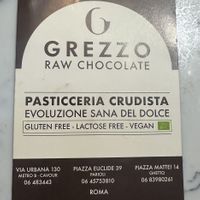 G
GREZZO
RAW CHOCOLATE
PASTICCERIA CRUDISTA
EVOLUZIONE SANA DEL DOLCE
GLUTEN FREE - LACTOSE FREE - VEGAN
VIA URBANA 130
METRO B - CAVOUR
06 483443
PIAZZA EUCLIDE 39
PARIOLI
06 45753810
PIAZZA MATTEI 14
GHETTO
06 83980261
ROMA